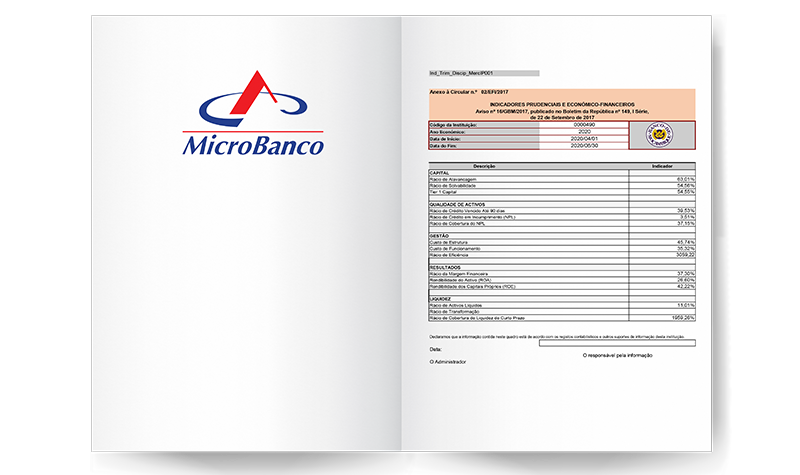 MicroBanco
Ind_Trim_Discip_MercIP001
Anexo à Circular n.º 02/EFI/2017
INDICADORES PRUDENCIAIS E ECONÓMICO-FINANCEIROS
Aviso nº 16/GBM/2017, publicado no Boletim da República nº 149, I Série,
de 22 de Setembro de 2017
Código da Instituição: 0000490
Ano Económico: 2020
Data de Início: 2020/04/01
Data do Fim: 2020/06/30
Descrição Indicador
CAPITAL
Rácio de Alavancagem 63,01%
Rácio de Solvabilidade 54,56%
Tier 1 Capital 54,55%
QUALIDADE DE ACTIVOS
Rácio de Crédito Vencido Até 90 dias 39,53%
Rácio de Crédito em Incumprimento (NPL) 3,51%
Rácio de Cobertura do NPL 37,15%
GESTÃO
Custo de Estrutura 45,74%
Custo de Funcionamento 35,32%
Rácio de Eficiência 3059,22
RESULTADOS
Rácio da Margem Financeira 37,30%
Rendibilidade do Activo (ROA) 26,60%
Rendibilidade dos Capitais Próprios (ROE) 42,22%
LIQUIDEZ
Rácio de Activos Líquidos 11,01%
Rácio de Transformação
Rácio de Cobertura de Liquidez de Curto Prazo 1959,26%
Declaramos que a informação contida neste quadro está de acordo com os registos contabilísticos e outros suportes de informação desta instituição.
Data:
O responsável pela informação
O Administrador